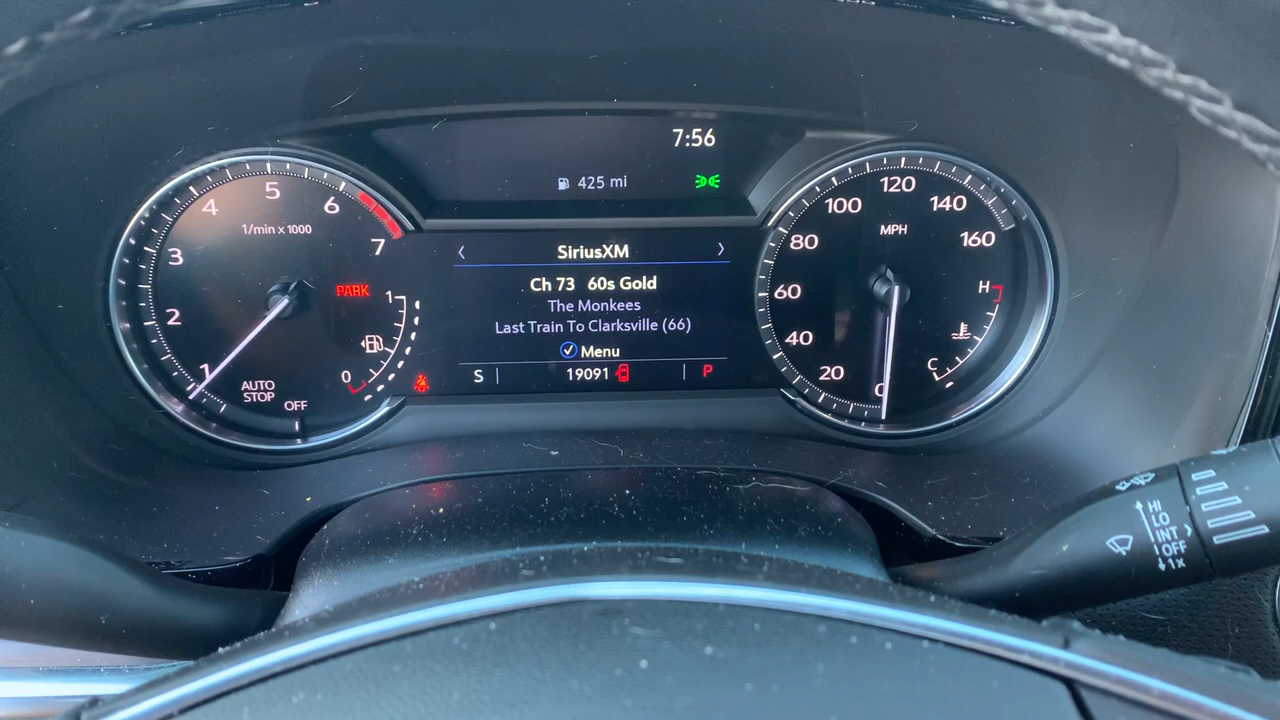 7:56
425 mi
1
2
3
4
5
6
7
1/min x 1000
PARK
1
0
AUTO
STOP
OFF
SiriusXM
Ch 73 60s Gold
The Monkees
Last Train To Clarksville (66)
Menu
S
19091
P
0
20
40
60
80
100
120
140
160
MPH
H
C
HI
LO
INT
OFF
1x